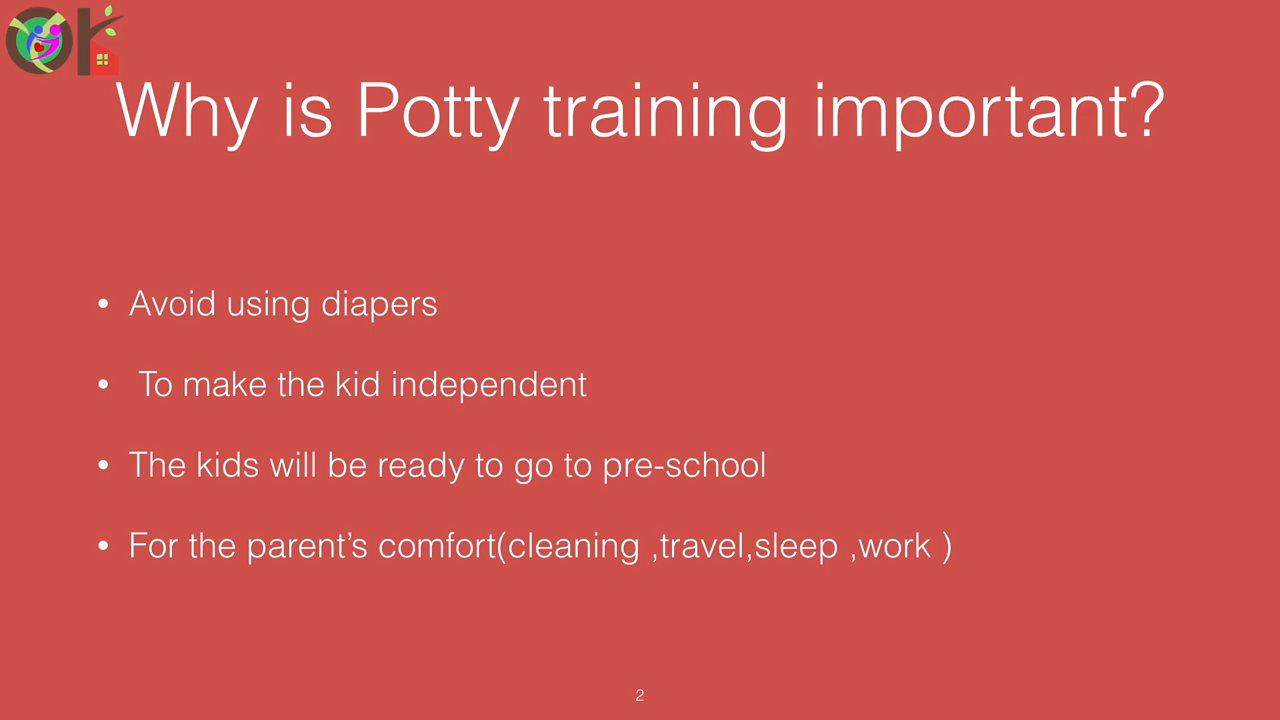 OK
Why is Potty training important?
• Avoid using diapers
• To make the kid independent
• The kids will be ready to go to pre-school
• For the parent’s comfort(cleaning ,travel,sleep ,work )
2